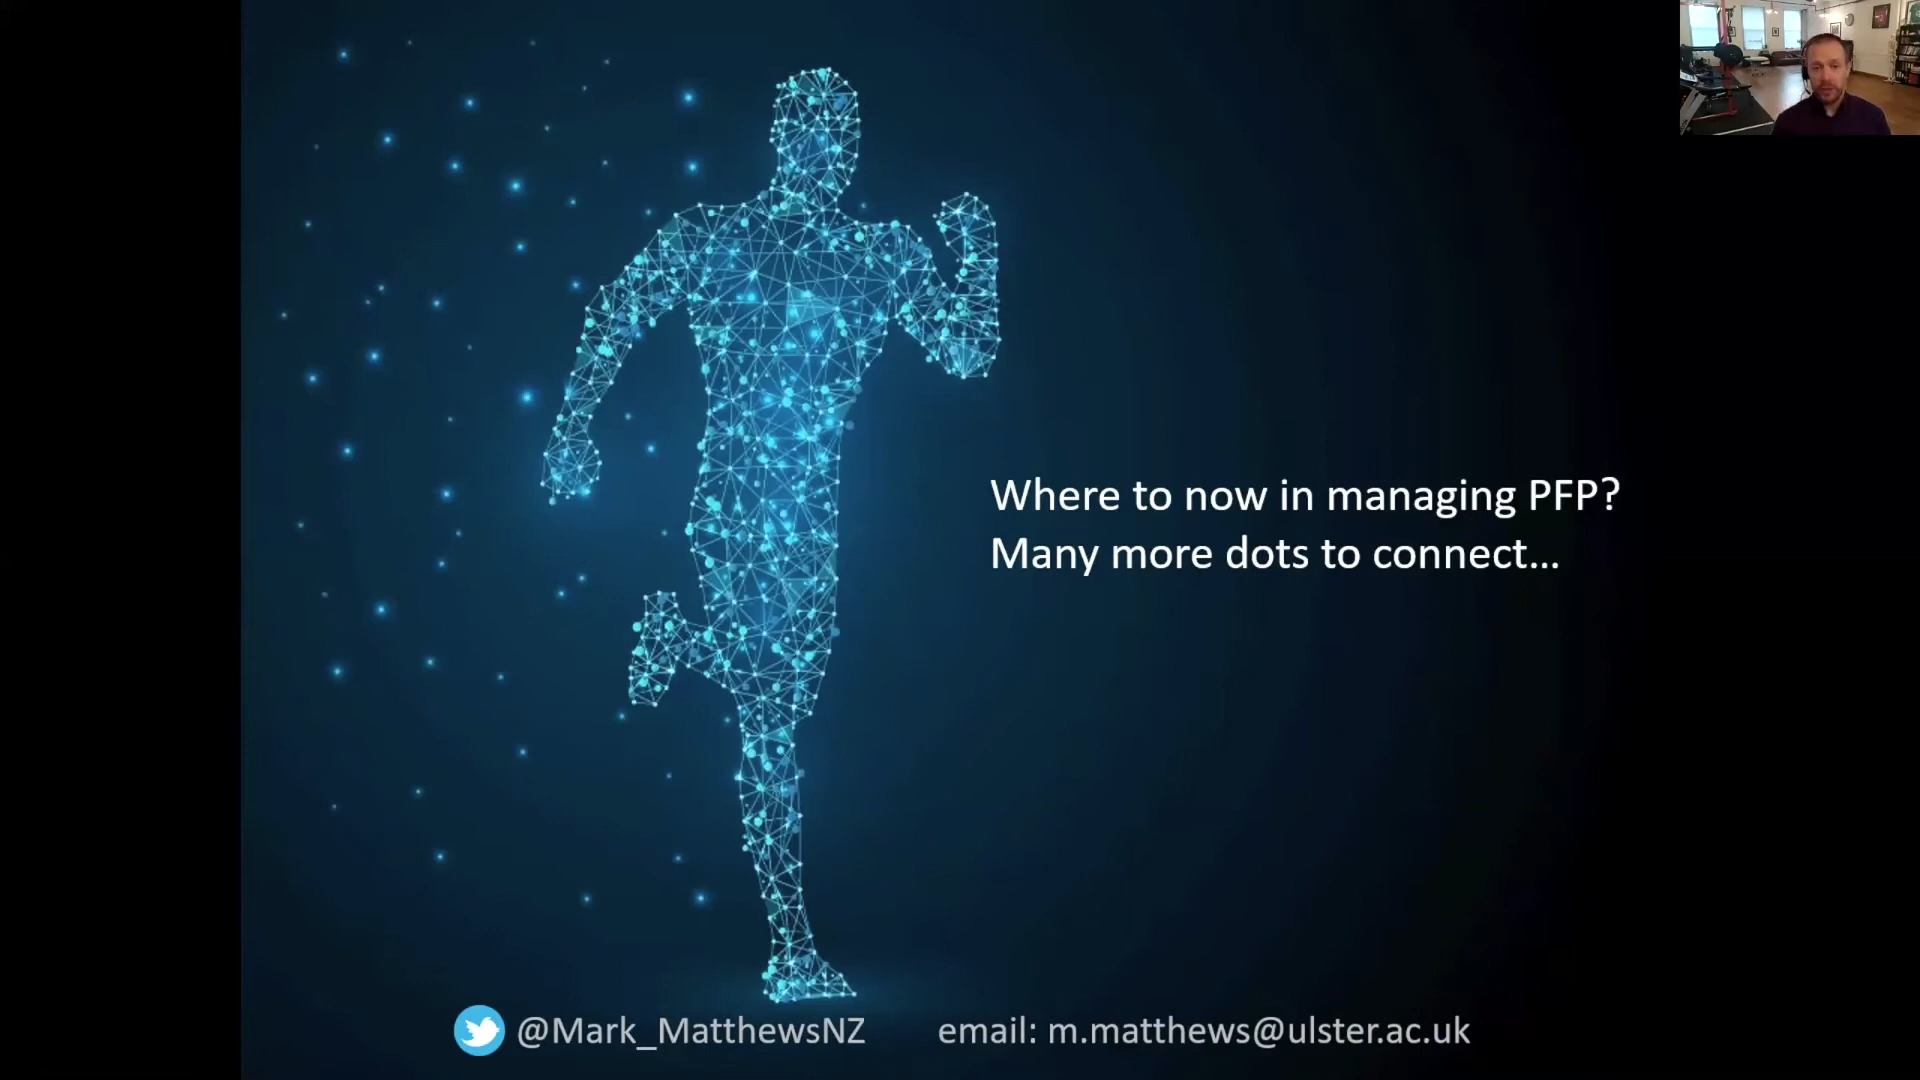 Where to now in managing PFP?
Many more dots to connect...
@Mark_MatthewsNZ
email: m.matthews@ulster.ac.uk